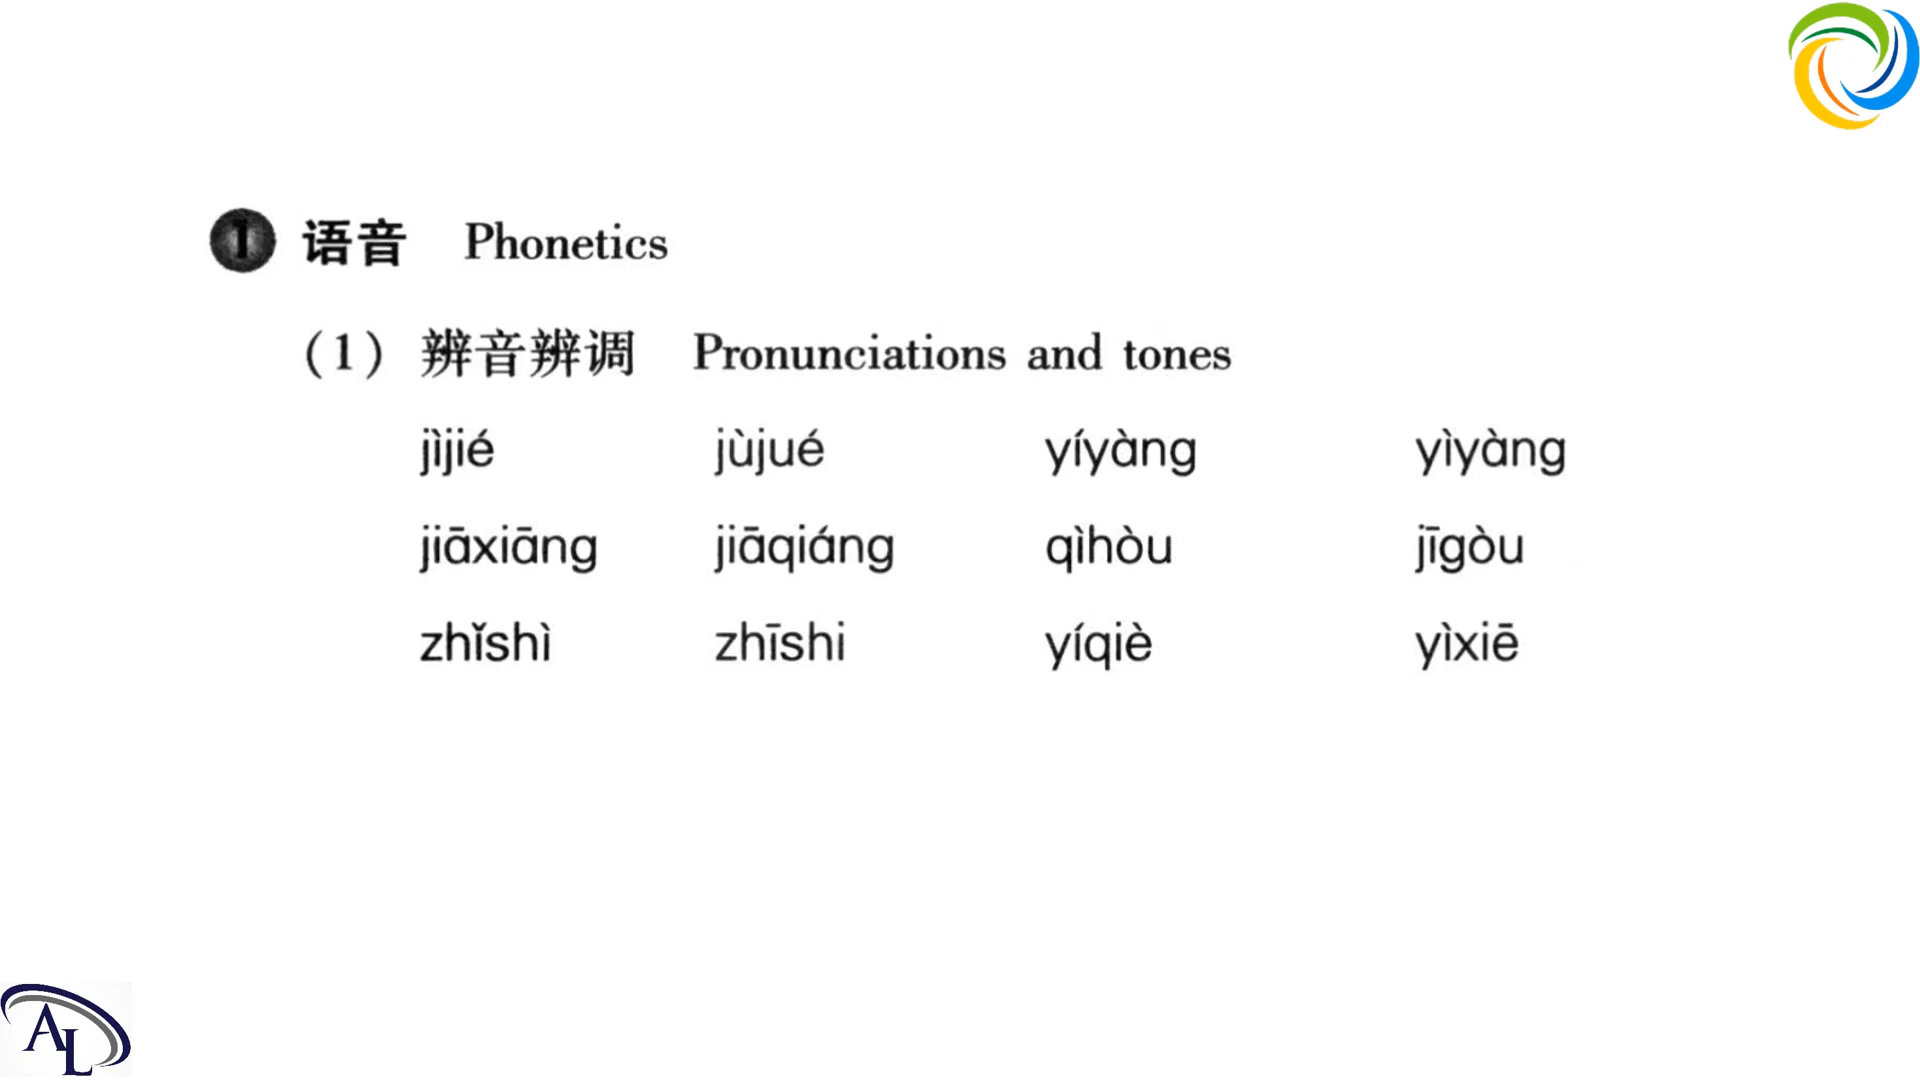 1 语音 Phonetics
(1) 辨音辨调 Pronunciations and tones
jìjié jùjué yíyàng yìyàng
jiāxiāng jiāqiáng qìhòu jīgòu
zhǐshì zhīshi yíqiè yìxiē
AL